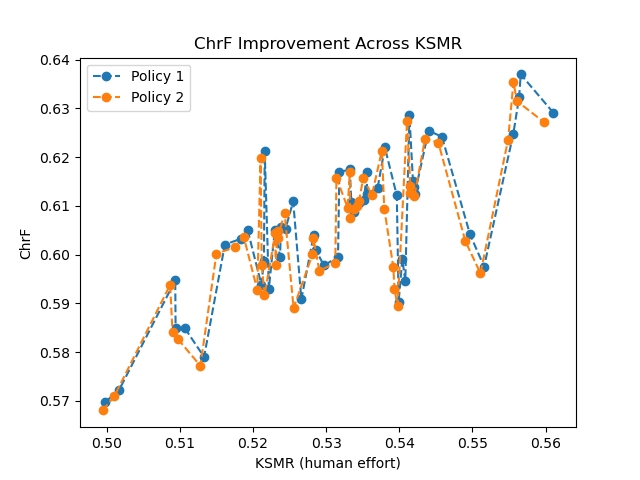 ChrF Improvement Across KSMR
Policy 1
Policy 2
ChrF
0.64
0.63
0.62
0.61
0.60
0.59
0.58
0.57
0.50 0.51 0.52 0.53 0.54 0.55 0.56
KSMR (human effort)